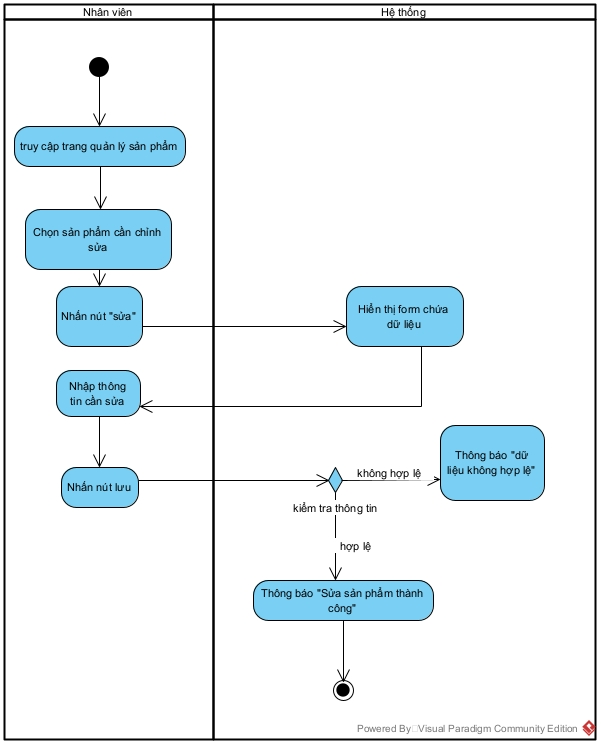 Nhân viên
Hệ thống
truy cập trang quản lý sản phẩm
Chọn sản phẩm cần chỉnh
sửa
Nhấn nút "sửa"
Hiển thị form chứa
dữ liệu
Nhập thông
tin cần sửa
Thông báo "dữ
liệu không hợp lệ"
không hợp lệ
Nhấn nút lưu
kiểm tra thông tin
hợp lệ
Thông báo "Sửa sản phẩm thành
công"
Powered By Visual Paradigm Community Edition